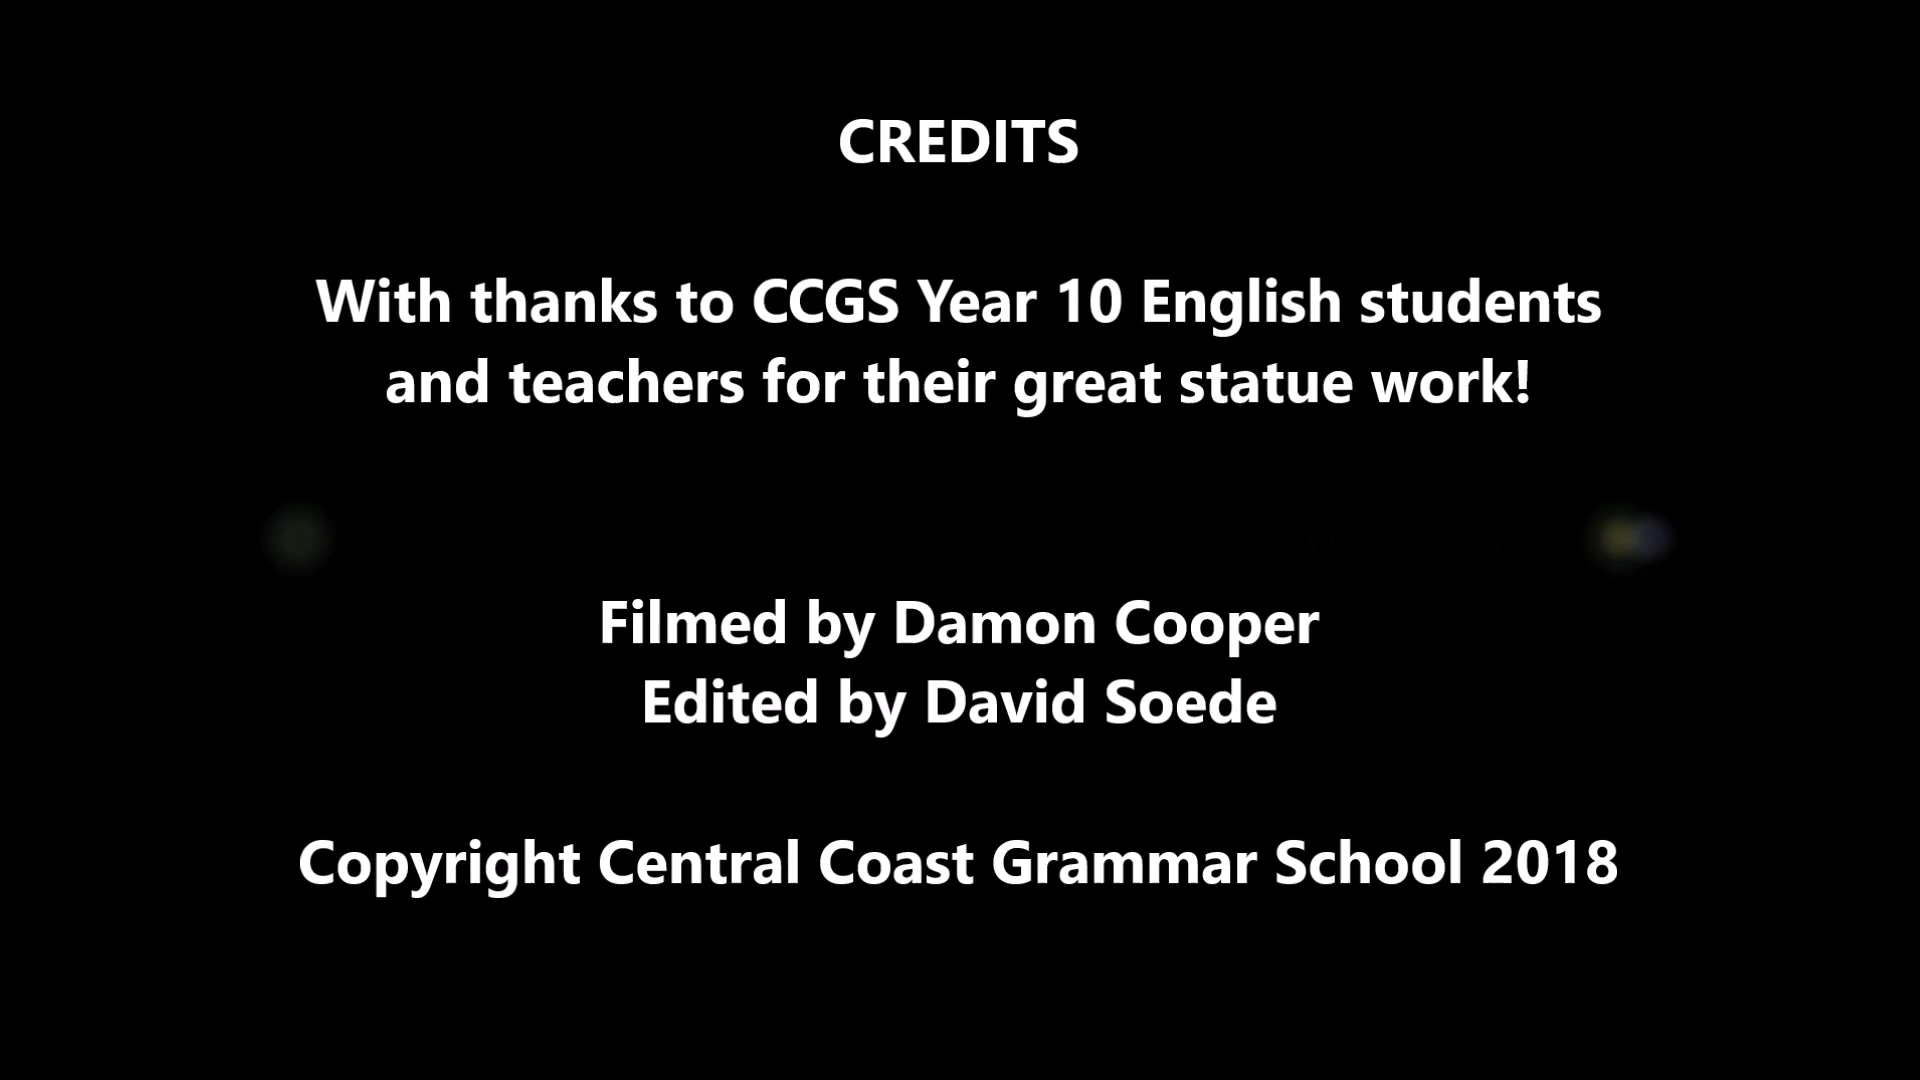 CREDITS
With thanks to CCGS Year 10 English students
and teachers for their great statue work!
Filmed by Damon Cooper
Edited by David Soede
Copyright Central Coast Grammar School 2018